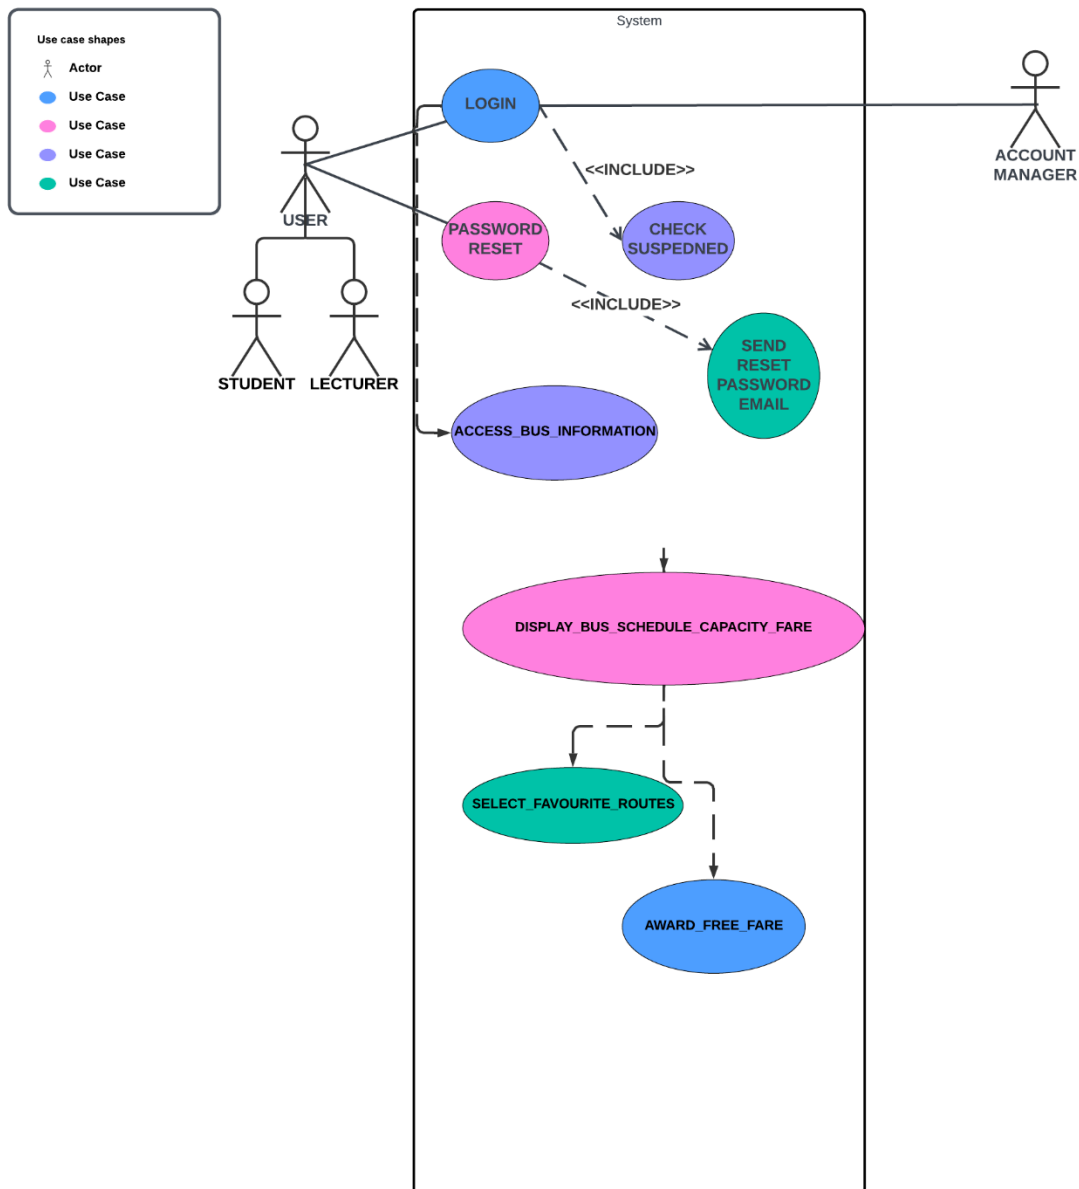 Use case shapes
Actor
Use Case
Use Case
Use Case
Use Case
System
LOGIN
ACCOUNT
MANAGER
<<INCLUDE>>
USER
PASSWORD
RESET
CHECK
SUSPEDNED
<<INCLUDE>>
SEND
RESET
PASSWORD
EMAIL
STUDENT
LECTURER
ACCESS_BUS_INFORMATION
DISPLAY_BUS_SCHEDULE_CAPACITY_FARE
SELECT_FAVOURITE_ROUTES
AWARD_FREE_FARE